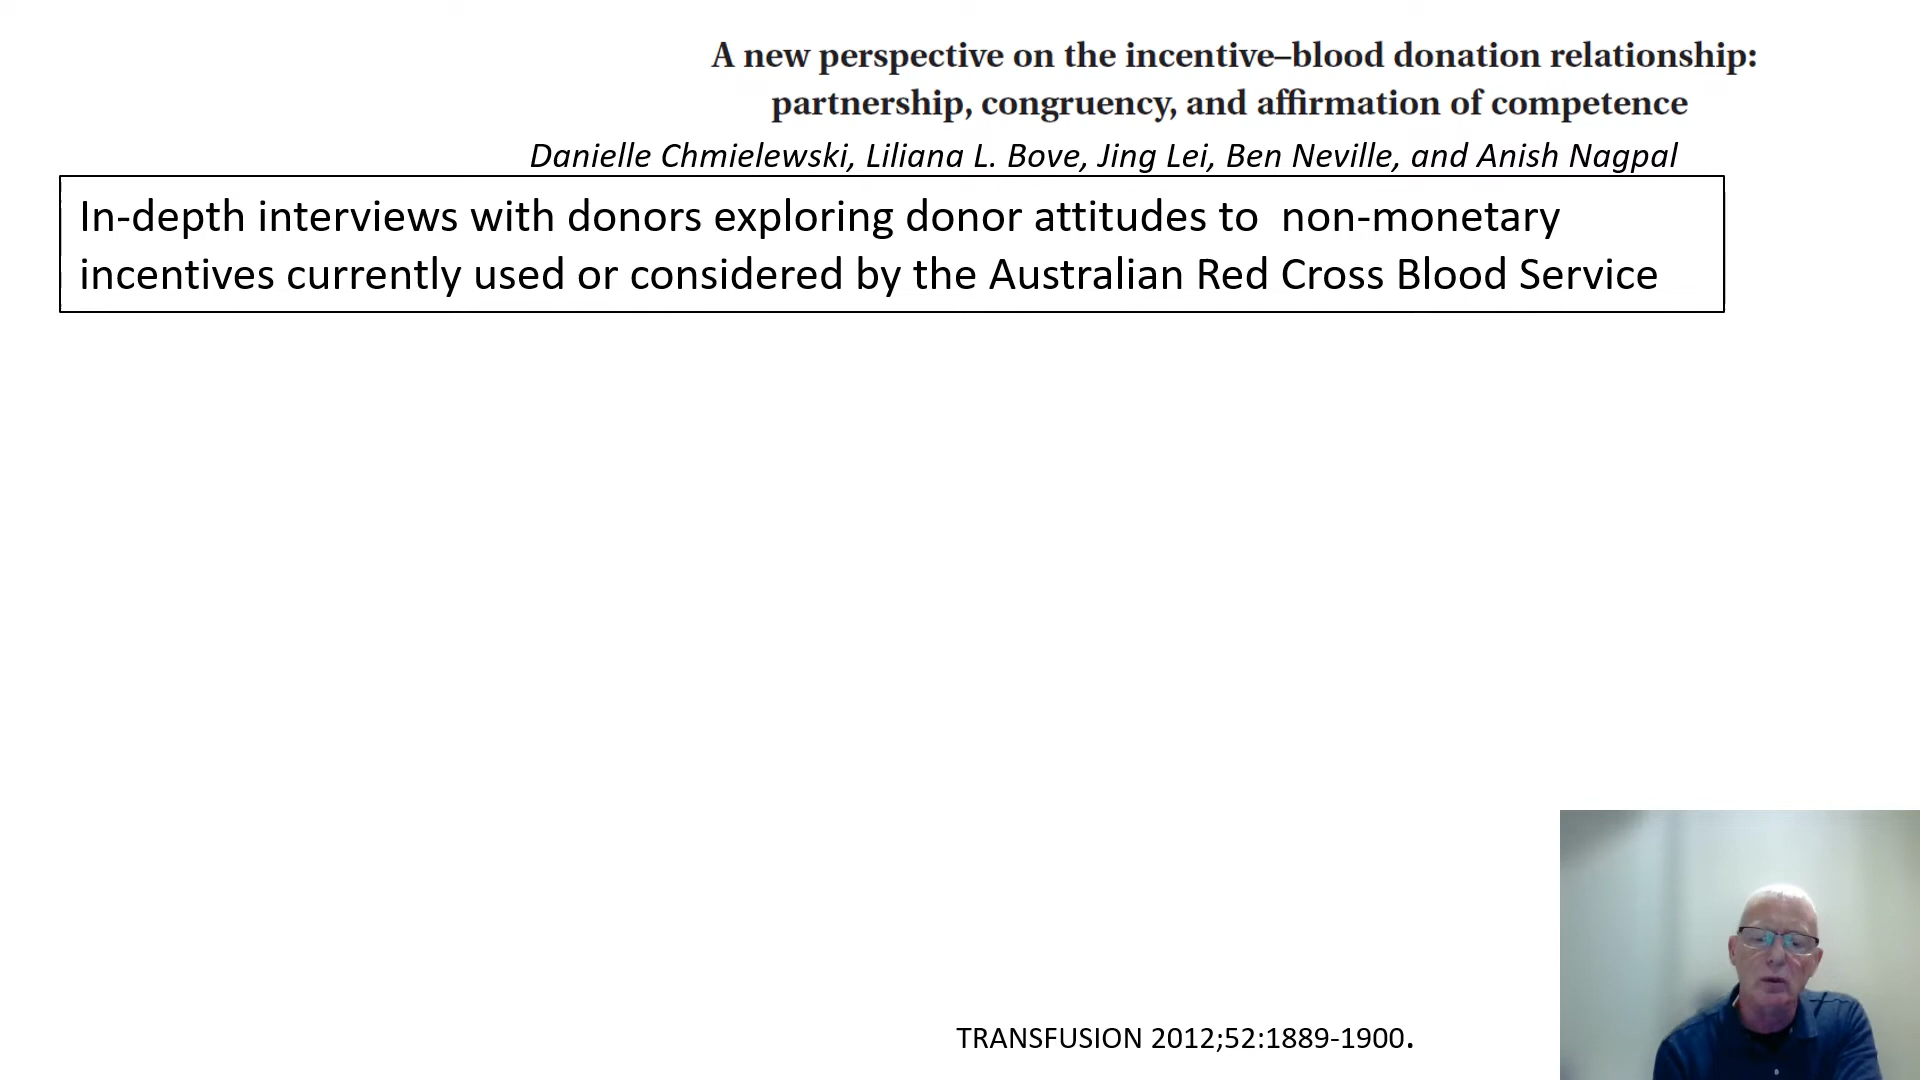 A new perspective on the incentive–blood donation relationship:
partnership, congruency, and affirmation of competence
Danielle Chmielewski, Liliana L. Bove, Jing Lei, Ben Neville, and Anish Nagpal
In-depth interviews with donors exploring donor attitudes to  non-monetary
incentives currently used or considered by the Australian Red Cross Blood Service
TRANSFUSION 2012;52:1889-1900.